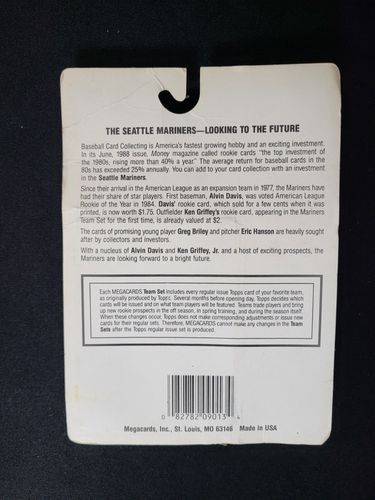 THE SEATTLE MARINERS—LOOKING TO THE FUTURE
Baseball Card Collecting is America's fastest growing hobby and an exciting investment.
In its June, 1988 issue, Money magazine called rookie cards "the top investment of
the 1980s, rising more than 40% a year." The average return for baseball cards in the
80s has exceeded 25% annually. You can add to your card collection with an investment
in the Seattle Mariners.
Since their arrival in the American League as an expansion team in 1977, the Mariners have
had their share of star players. First baseman, Alvin Davis, was voted American League
Rookie of the Year in 1984. Davis' rookie card, which sold for a few cents when it was
printed, is now worth $1.75. Outfielder Ken Griffey's rookie card, appearing in the Mariners
Team Set for the first time, is already valued at $2.
The cards of promising young player Greg Briley and pitcher Eric Hanson are heavily sought
after by collectors and investors.
With a nucleus of Alvin Davis and Ken Griffey, Jr. and a host of exciting prospects, the
Mariners are looking forward to a bright future.
Each MEGACARDS Team Set includes every regular issue Topps card of your favorite team,
as originally produced by Topps. Several months before opening day, Topps decides which
cards will be issued and on what team players will be featured. Teams trade players and bring
up new rookie prospects in the off season, in spring training, and during the season itself.
When these changes occur, Topps does not make corresponding adjustments or issue new
cards for their regular sets. Therefore, MEGACARDS cannot make any changes in the Team
Sets after the Topps regular issue set is produced.
0 82782 09013 4
Megacards, Inc., St. Louis, MO 63146 Made in USA